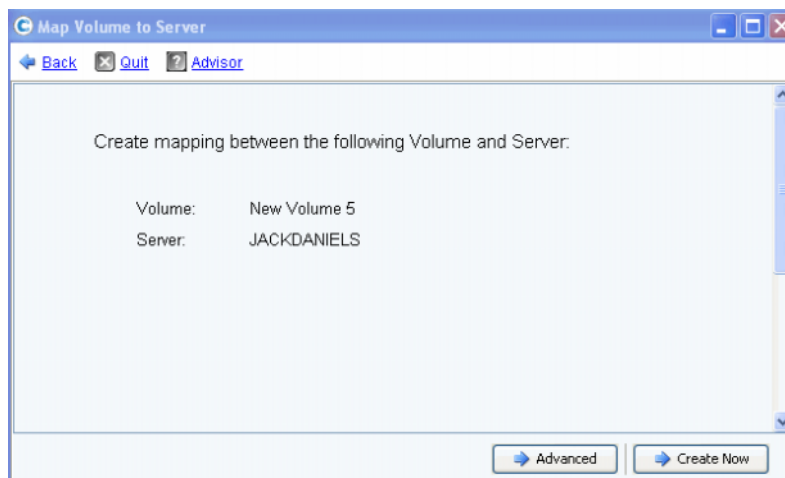 Map Volume to Server
Back Quit Advisor
Create mapping between the following Volume and Server:
Volume: New Volume 5
Server: JACKDANIELS
Advanced Create Now